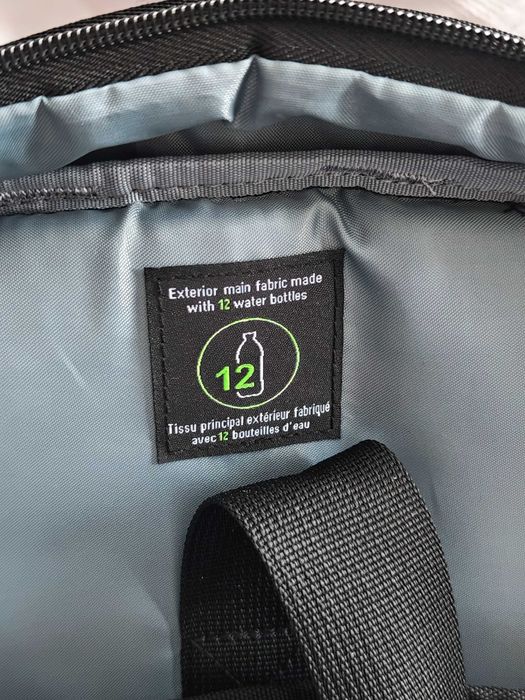 Exterior main fabric made
with 12 water bottles
12
Tissu principal extérieur fabriqué
avec 12 bouteilles d'eau